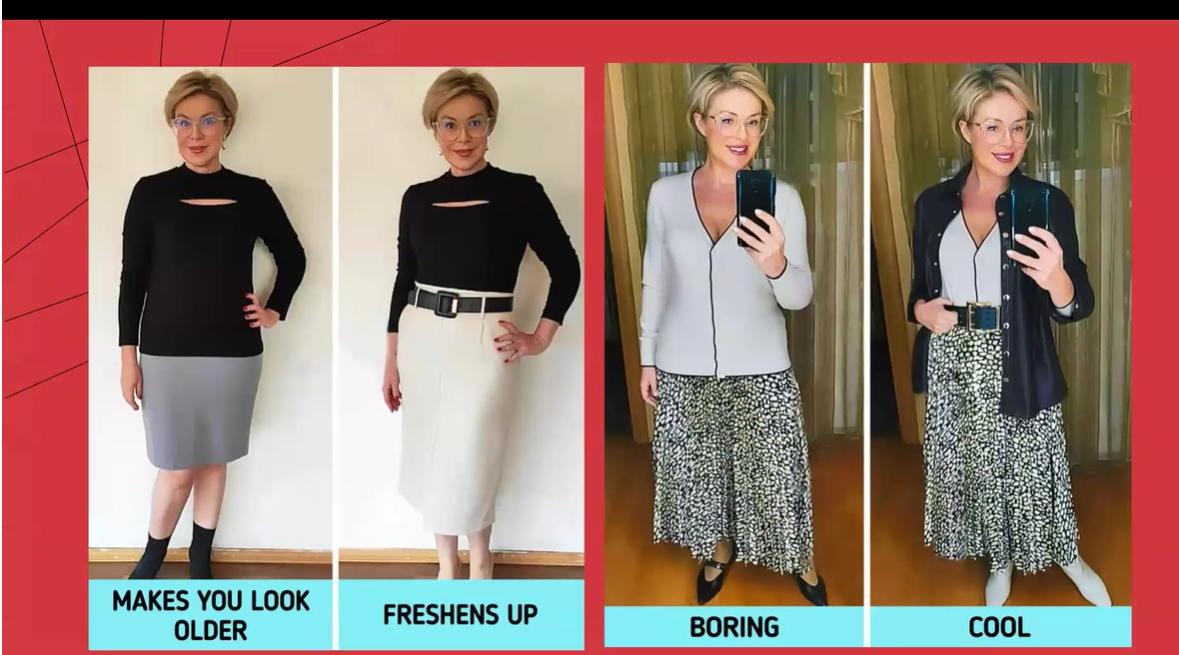 MAKES YOU LOOK
OLDER
FRESHENS UP
BORING
COOL